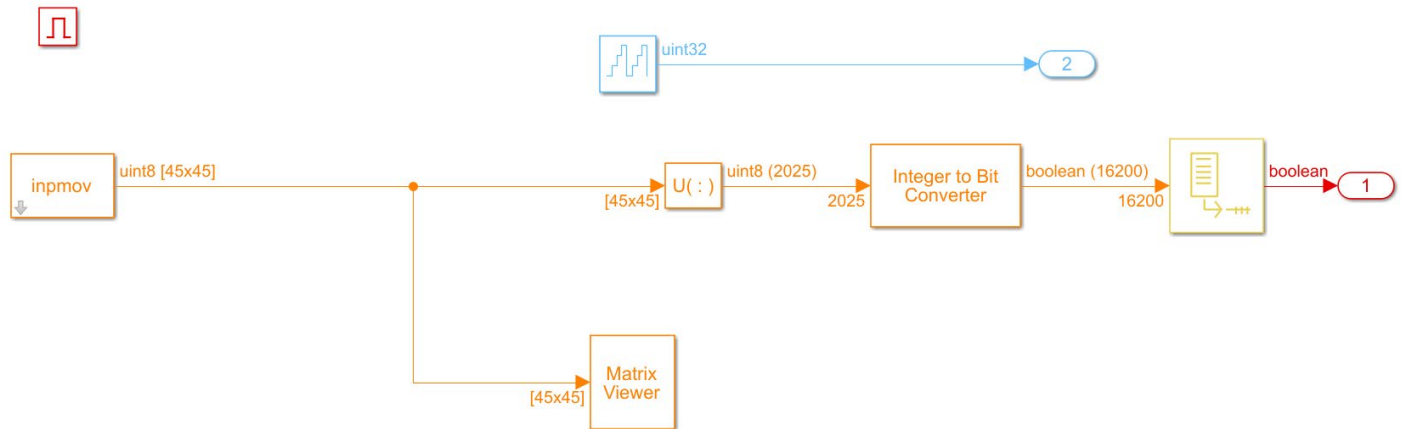 uint32
2
inpmov
uint8 [45x45]
[45x45]
U( : )
uint8 (2025)
2025
Integer to Bit
Converter
boolean (16200)
16200
boolean
1
[45x45]
Matrix
Viewer